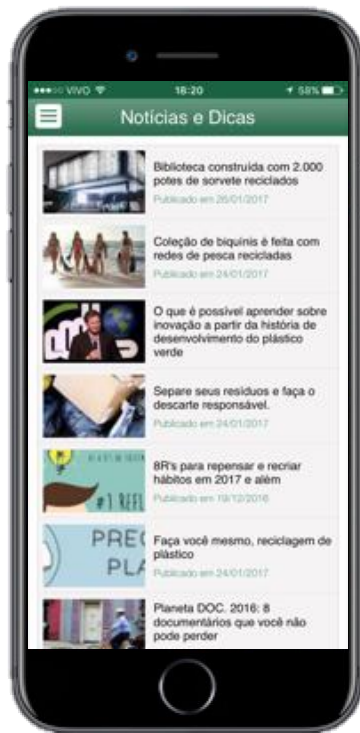 VIVO 18:20 58%
Notícias e Dicas
Biblioteca construída com 2.000
potes de sorvete reciclados
Publicado em 26/01/2017
Coleção de biquínis é feita com
redes de pesca recicladas
Publicado em 24/01/2017
O que é possível aprender sobre
inovação a partir da história de
desenvolvimento do plástico
verde
Separe seus resíduos e faça o
descarte responsável.
Publicado em 24/01/2017
8R's para repensar e recriar
hábitos em 2017 e além
Publicado em 19/12/2016
#1 REFL
PREC
PLA
Faça você mesmo, reciclagem de
plástico
Publicado em 24/01/2017
Planeta DOC. 2016: 8
documentários que você não
pode perder